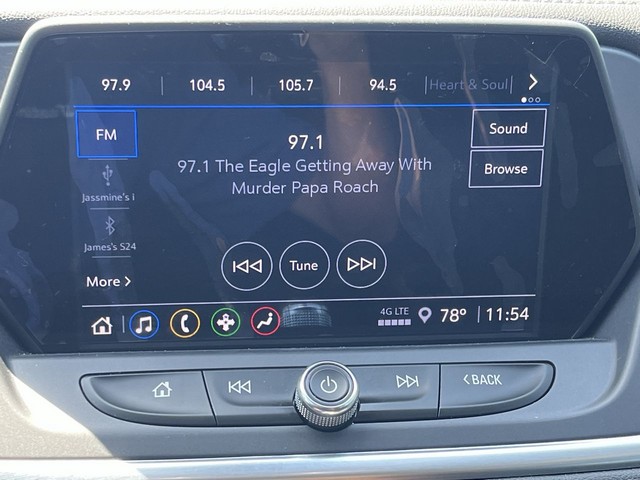 97.9
104.5
105.7
94.5
Heart & Soul
FM
97.1
97.1 The Eagle Getting Away With
Murder Papa Roach
Sound
Browse
Jassmine's i
James's S24
More
Tune
4G LTE
78°
11:54
BACK